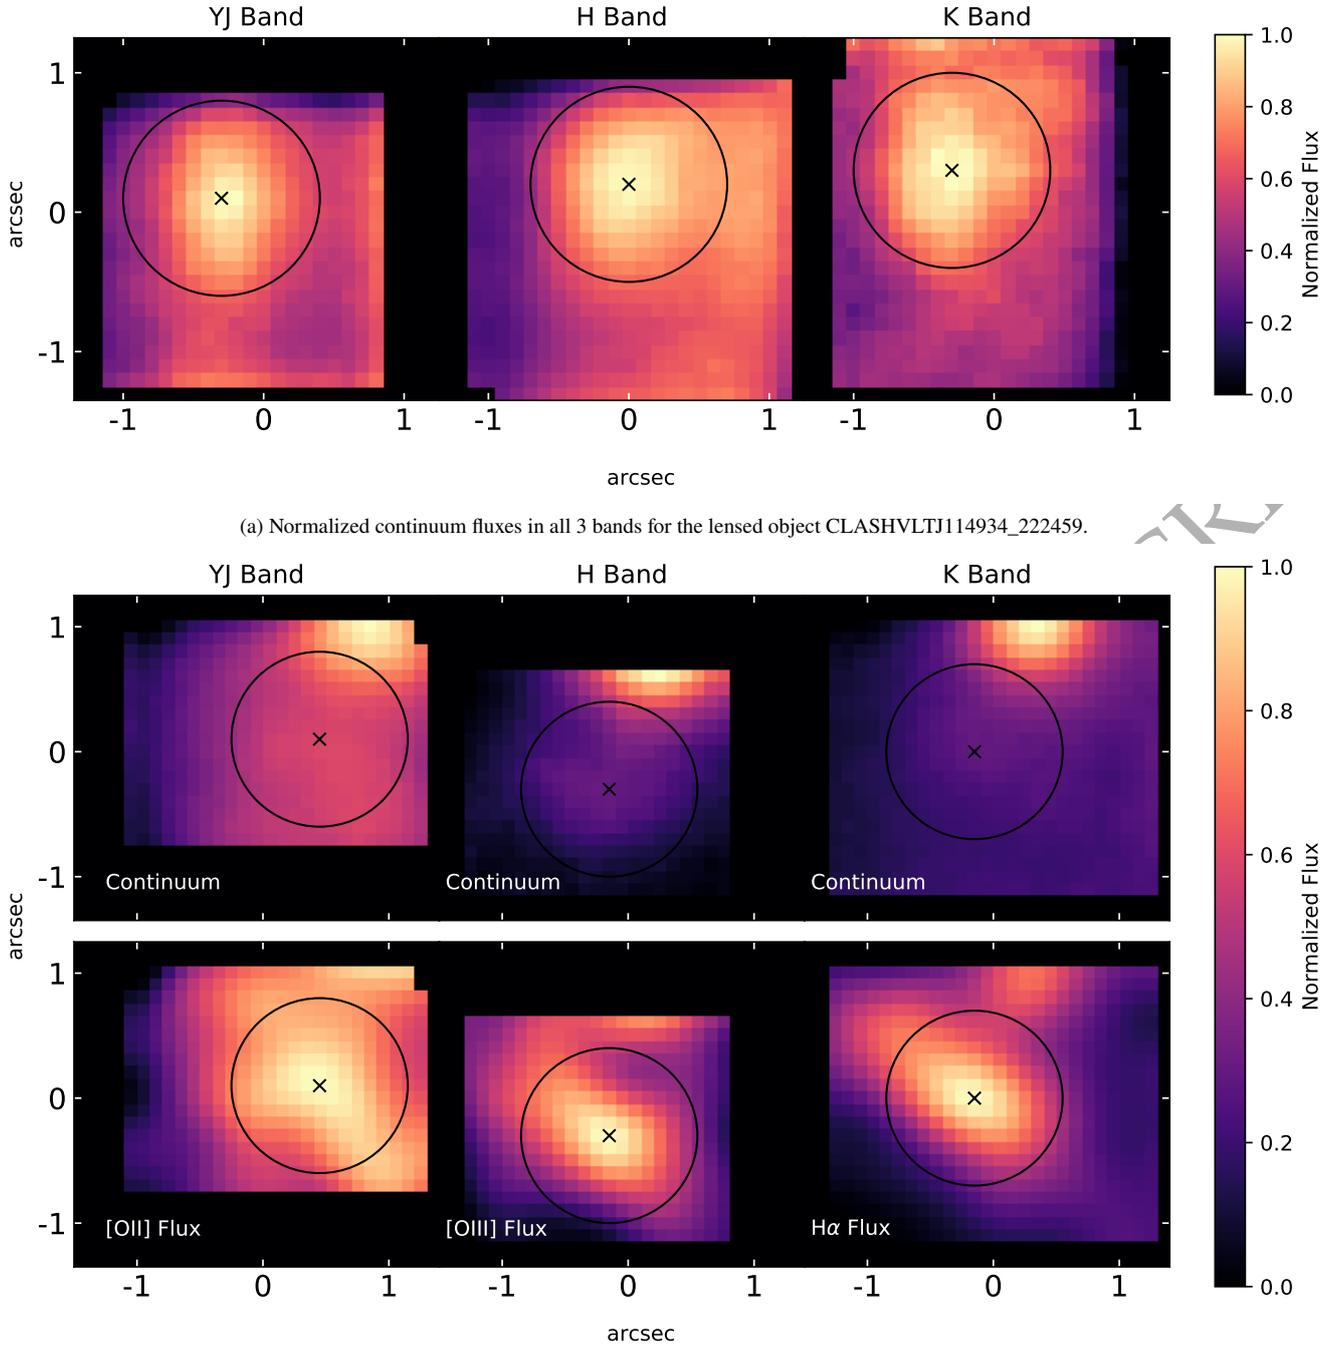 YJ Band H Band K Band
1.0
1
0.8
arcsec
0
0.6
Normalized Flux
0.4
-1
0.2
0.0
-1 0 1 -1 0 1 -1 0 1
arcsec
(a) Normalized continuum fluxes in all 3 bands for the lensed object CLASHVLTJ114934_222459.
YJ Band H Band K Band
1.0
1
0.8
0
-1
Continuum Continuum Continuum
0.6
arcsec
Normalized Flux
1
0.4
0
0.2
-1
[OII] Flux [OIII] Flux Hα Flux
0.0
-1 0 1 -1 0 1 -1 0 1
arcsec